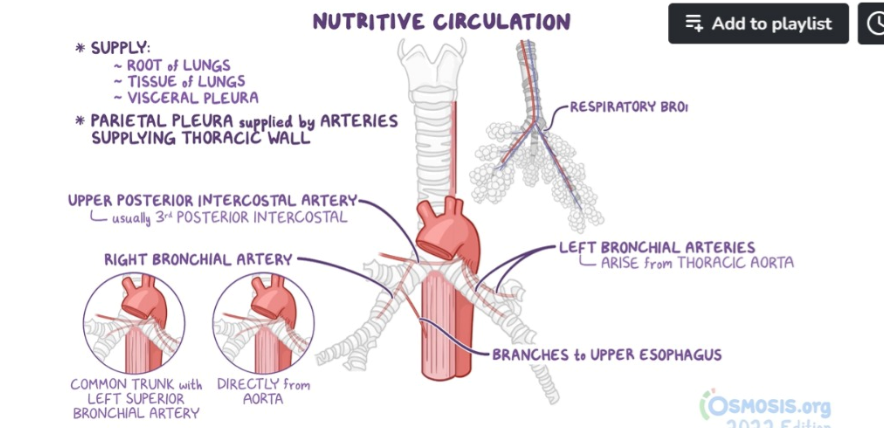 NUTRITIVE CIRCULATION
Add to playlist
* SUPPLY:
~ ROOT of LUNGS
~ TISSUE of LUNGS
~ VISCERAL PLEURA
* PARIETAL PLEURA supplied by ARTERIES
SUPPLYING THORACIC WALL
RESPIRATORY
UPPER POSTERIOR INTERCOSTAL ARTERY
usually 3rd POSTERIOR INTERCOSTAL
RIGHT BRONCHIAL ARTERY
LEFT BRONCHIAL ARTERIES
ARISE from THORACIC AORTA
BRANCHES to UPPER ESOPHAGUS
COMMON TRUNK with
LEFT SUPERIOR
BRONCHIAL ARTERY
DIRECTLY from
AORTA
OSMOSIS.org